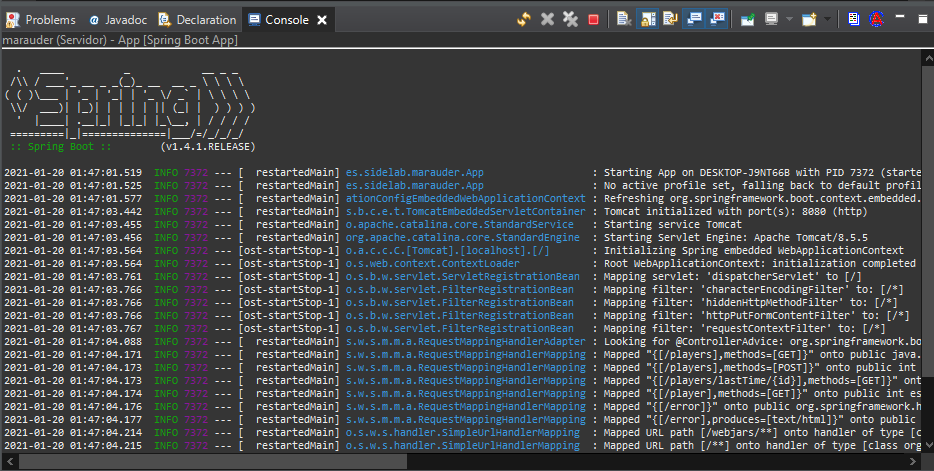 Problems @ Javadoc Declaration Console
marauder (Servidor) - App [Spring Boot App]
  .   ____          _            __ _ _
 /\\ / ___'_ __ _ _(_)_ __  __ _ \ \ \ \
( ( )\___ | '_ | '_| | '_ \/ _` | \ \ \ \
 \\/  ___)| |_)| | | | | || (_| |  ) ) ) )
  '  |____| .__|_| |_|_| |_\__, | / / / /
 =========|_|==============|___/=/_/_/_/
 :: Spring Boot ::        (v1.4.1.RELEASE)
2021-01-20 01:47:01.519  INFO 7372 --- [  restartedMain] es.sidelab.marauder.App                  : Starting App on DESKTOP-J9NT66B with PID 7372 (starte
2021-01-20 01:47:01.525  INFO 7372 --- [  restartedMain] es.sidelab.marauder.App                  : No active profile set, falling back to default profil
2021-01-20 01:47:01.577  INFO 7372 --- [  restartedMain] ationConfigEmbeddedWebApplicationContext : Refreshing org.springframework.boot.context.embedded.
2021-01-20 01:47:03.442  INFO 7372 --- [  restartedMain] s.b.c.e.t.TomcatEmbeddedServletContainer : Tomcat initialized with port(s): 8080 (http)
2021-01-20 01:47:03.455  INFO 7372 --- [  restartedMain] o.apache.catalina.core.StandardService   : Starting service Tomcat
2021-01-20 01:47:03.456  INFO 7372 --- [  restartedMain] org.apache.catalina.core.StandardEngine  : Starting Servlet Engine: Apache Tomcat/8.5.5
2021-01-20 01:47:03.564  INFO 7372 --- [ost-startStop-1] o.a.c.c.C.[Tomcat].[localhost].[/]       : Initializing Spring embedded WebApplicationContext
2021-01-20 01:47:03.564  INFO 7372 --- [ost-startStop-1] o.s.web.context.ContextLoader            : Root WebApplicationContext: initialization completed
2021-01-20 01:47:03.761  INFO 7372 --- [ost-startStop-1] o.s.b.w.servlet.ServletRegistrationBean  : Mapping servlet: 'dispatcherServlet' to [/]
2021-01-20 01:47:03.766  INFO 7372 --- [ost-startStop-1] o.s.b.w.servlet.FilterRegistrationBean   : Mapping filter: 'characterEncodingFilter' to: [/*]
2021-01-20 01:47:03.766  INFO 7372 --- [ost-startStop-1] o.s.b.w.servlet.FilterRegistrationBean   : Mapping filter: 'hiddenHttpMethodFilter' to: [/*]
2021-01-20 01:47:03.766  INFO 7372 --- [ost-startStop-1] o.s.b.w.servlet.FilterRegistrationBean   : Mapping filter: 'httpPutFormContentFilter' to: [/*]
2021-01-20 01:47:03.767  INFO 7372 --- [ost-startStop-1] o.s.b.w.servlet.FilterRegistrationBean   : Mapping filter: 'requestContextFilter' to: [/*]
2021-01-20 01:47:04.088  INFO 7372 --- [  restartedMain] s.w.s.m.m.a.RequestMappingHandlerAdapter : Looking for @ControllerAdvice: org.springframework.bo
2021-01-20 01:47:04.171  INFO 7372 --- [  restartedMain] s.w.s.m.m.a.RequestMappingHandlerMapping : Mapped "{[/players],methods=[GET]}" onto public java.
2021-01-20 01:47:04.173  INFO 7372 --- [  restartedMain] s.w.s.m.m.a.RequestMappingHandlerMapping : Mapped "{[/players],methods=[POST]}" onto public int
2021-01-20 01:47:04.173  INFO 7372 --- [  restartedMain] s.w.s.m.m.a.RequestMappingHandlerMapping : Mapped "{[/players/lastTime/{id}],methods=[GET]}" ont
2021-01-20 01:47:04.174  INFO 7372 --- [  restartedMain] s.w.s.m.m.a.RequestMappingHandlerMapping : Mapped "{[/player],methods=[GET]}" onto public int es
2021-01-20 01:47:04.176  INFO 7372 --- [  restartedMain] s.w.s.m.m.a.RequestMappingHandlerMapping : Mapped "{[/error]}" onto public org.springframework.h
2021-01-20 01:47:04.177  INFO 7372 --- [  restartedMain] s.w.s.m.m.a.RequestMappingHandlerMapping : Mapped "{[/error],produces=[text/html]}" onto public
2021-01-20 01:47:04.214  INFO 7372 --- [  restartedMain] o.s.w.s.handler.SimpleUrlHandlerMapping  : Mapped URL path [/webjars/**] onto handler of type [c
2021-01-20 01:47:04.215  INFO 7372 --- [  restartedMain] o.s.w.s.handler.SimpleUrlHandlerMapping  : Mapped URL path [/**] onto handler of type [class org